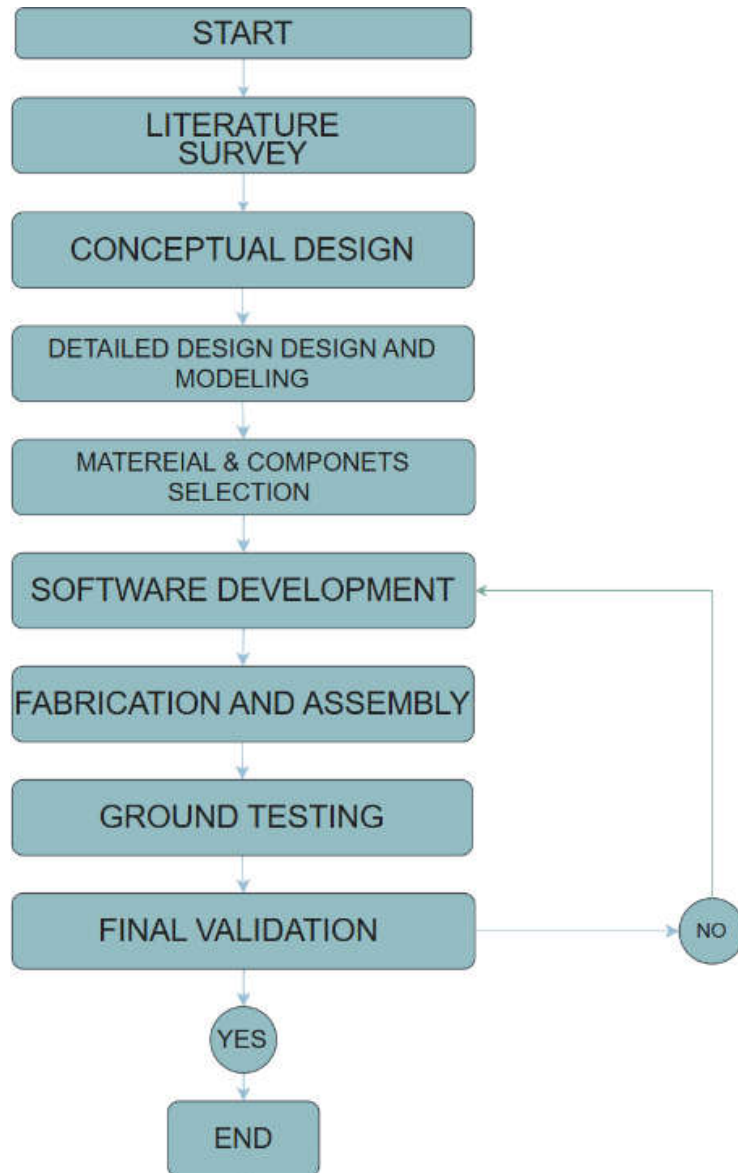 START
LITERATURE
SURVEY
CONCEPTUAL DESIGN
DETAILED DESIGN DESIGN AND
MODELING
MATEREIAL & COMPONETS
SELECTION
SOFTWARE DEVELOPMENT
FABRICATION AND ASSEMBLY
GROUND TESTING
FINAL VALIDATION
NO
YES
END